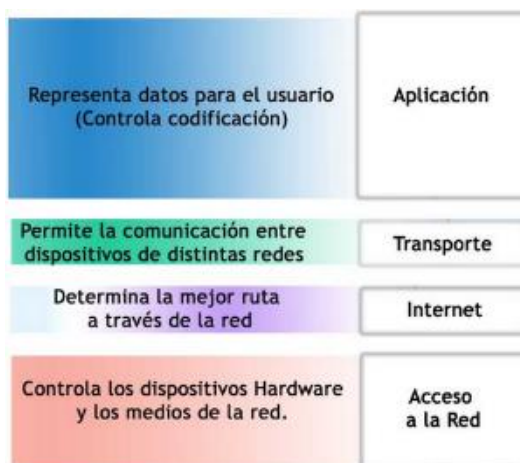 Representa datos para el usuario
(Controla codificación)
Aplicación
Permite la comunicación entre
dispositivos de distintas redes
Transporte
Determina la mejor ruta
a través de la red
Internet
Controla los dispositivos Hardware
y los medios de la red.
Acceso
a la Red